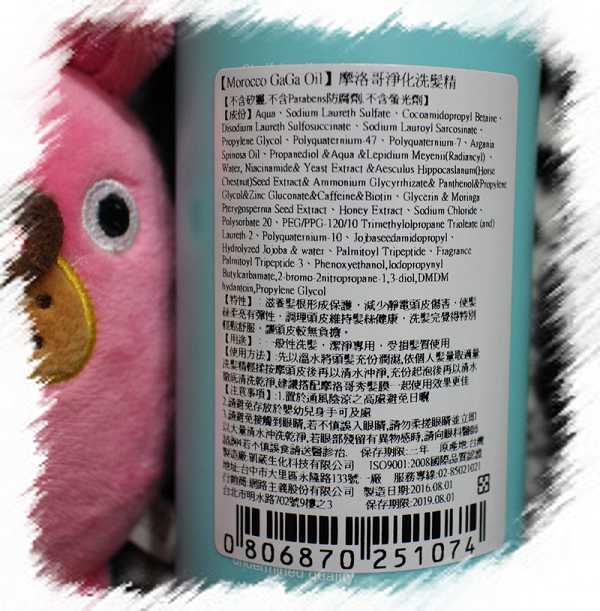 【Morocco GaGa Oil】摩洛哥淨化洗髮精
【不含矽靈.不含Parabens防腐劑.不含螢光劑】
【成份】Aqua、Sodium Laureth Sulfate、Cocoamidopropyl Betaine、
Disodium Laureth Sulfosuccinate、Sodium Lauroyl Sarcosinate、
Propylene Glycol、Polyquaternium-47、Polyquaternium-7、Argania
Spinosa Oil、Propanediol &Aqua &Lepidium Meyenii(Radiancyl)、
Water, Niacinamide& Yeast Extract &Aesculus Hippocaslanum(Horse
Chestnut)Seed Extract& Ammonium Glycyrrhizate& Panthenol&Propylene
Glycol&Zinc Gluconate&Caffeine&Biotin、Glycerin & Moringa
Pterygosperma Seed Extract、Honey Extract、Sodium Chloride、
Polysorbate 20、PEG/PPG-120/10 Trimethylolpropane Trioleate (and)
Laureth-2、Polyquaternium-10、Jojobaseedamidopropyl、
Hydrolyzed Jojoba & water、Palmitoyl Tripeptide、Fragrance
Palmitoyl Tripeptide-3、Phenoxyethanol,Iodopropynyl
Butylcarbamate,2-bromo-2nitropropane-1,3-diol,DMDM
hydantoin,Propylene Glycol
【特性】：滋養髮根形成保護，減少靜電頭皮傷害，使髮
絲柔亮有彈性，調理頭皮維持髮絲健康，洗髮完覺得特別
輕鬆舒服，讓頭皮較無負擔。
【用途】：一般性洗髮，潔淨專用，受損髮質使用
【使用方法】:先以溫水將頭髮充份潤濕,依個人髮量取適量
洗髮精輕揉按摩頭皮後再以清水沖淨,充份起泡後再以清水
徹底清洗乾淨,建議搭配摩洛哥秀髮膜一起使用效果更佳
【注意事項】:1.置於通風陰涼之高處避免日曬
2.請避免存放於嬰幼兒身手可及處
3.請避免接觸到眼睛,若不慎誤入眼睛,請勿柔搓眼睛並立即
以大量清水沖洗乾淨,若眼部殘留有異物感時,請向眼科醫師
諮詢若不慎誤食請送醫診治. 保存期限:三年 原產地:台灣
製造廠:凱葳生化科技有限公司 ISO9001:2008國際品質認證
地址:台中市大里區永隆路133號一廠 服務專線:02-85021021
台銷商:網路主義股份有限公司 製造日期:2016.08.01
台北市明水路702號9樓之3 保存期限:2019.08.01
0 806870 251074
undermined quality